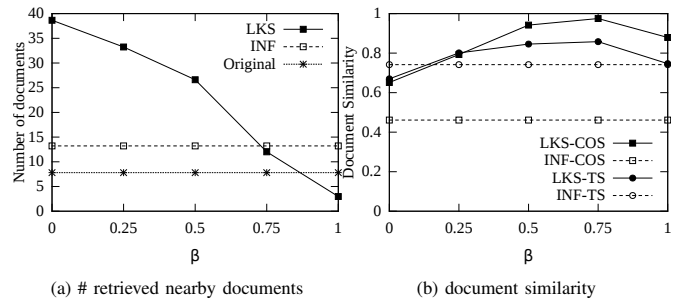 Number of documents
40
35
30
25
20
15
10
5
0
0 0.25 0.5 0.75 1
β
LKS
INF
Original
(a) # retrieved nearby documents
Document Similarity
1
0.8
0.6
0.4
0.2
0
0 0.25 0.5 0.75 1
β
LKS-COS
INF-COS
LKS-TS
INF-TS
(b) document similarity